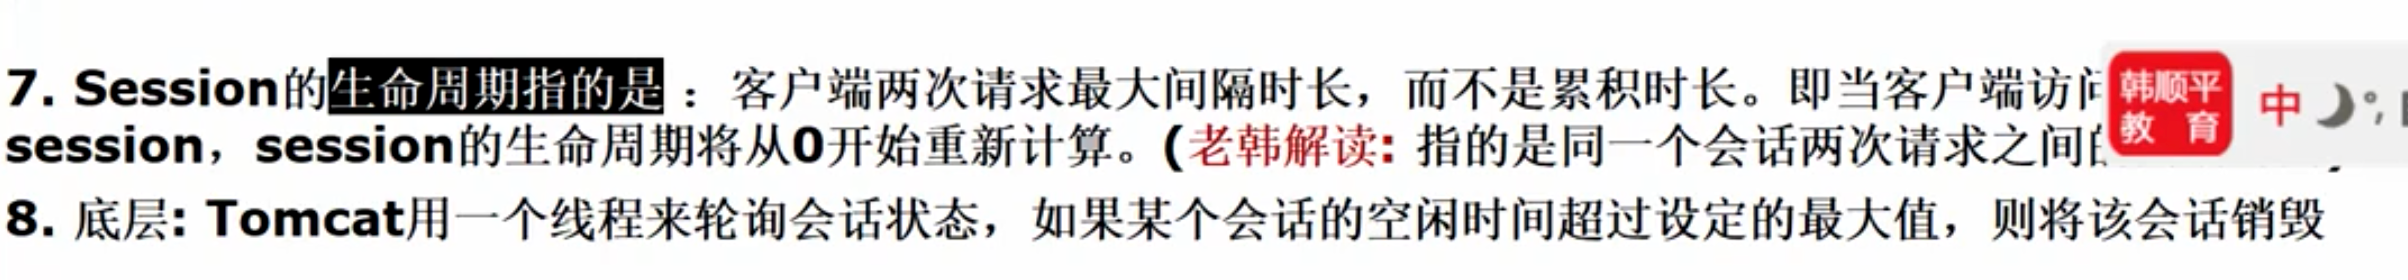 7. Session的生命周期指的是 ：客户端两次请求最大间隔时长，而不是累积时长。即当客户端访
session，session的生命周期将从0开始重新计算。(老韩解读: 指的是同一个会话两次请求之间
8. 底层: Tomcat用一个线程来轮询会话状态，如果某个会话的空闲时间超过设定的最大值，则将该会话销毁
韩顺平
教 育
中